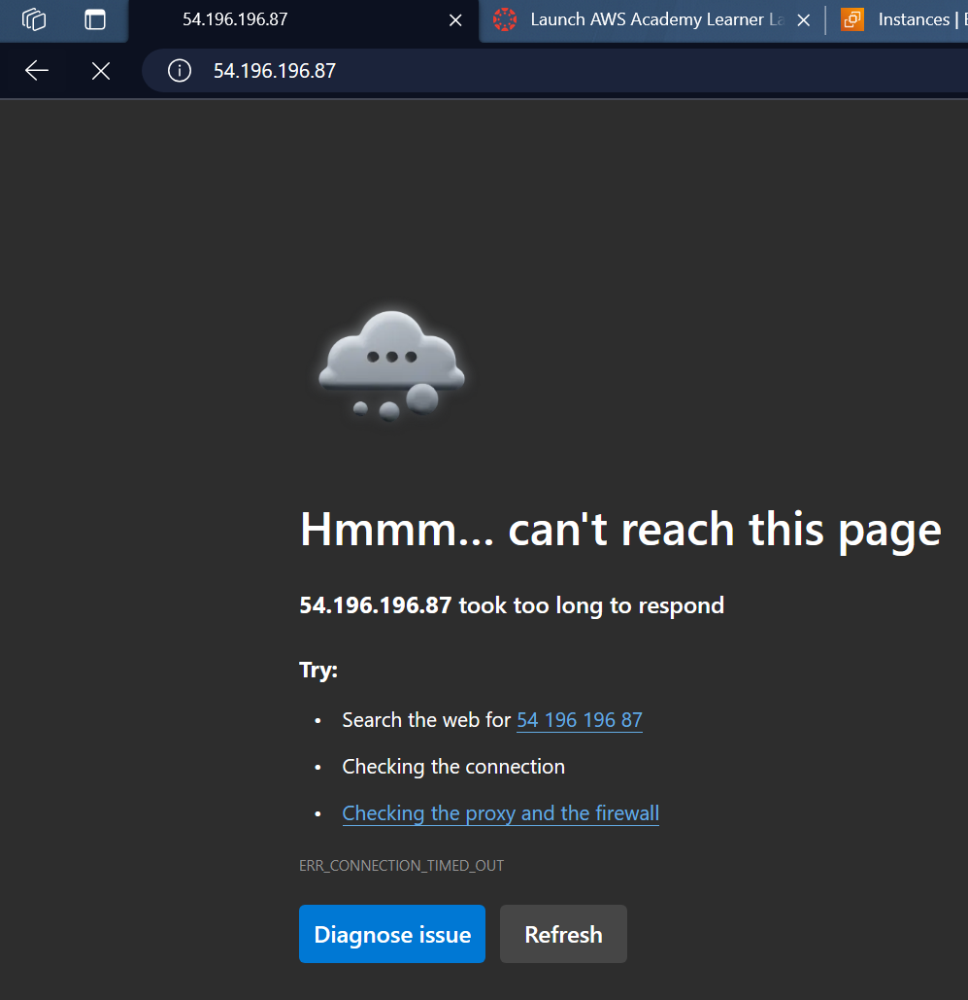 54.196.196.87
Launch AWS Academy Learner La
Instances |
54.196.196.87
Hmmm... can't reach this page
54.196.196.87 took too long to respond
Try:
• Search the web for 54 196 196 87
• Checking the connection
• Checking the proxy and the firewall
ERR_CONNECTION_TIMED_OUT
Diagnose issue
Refresh